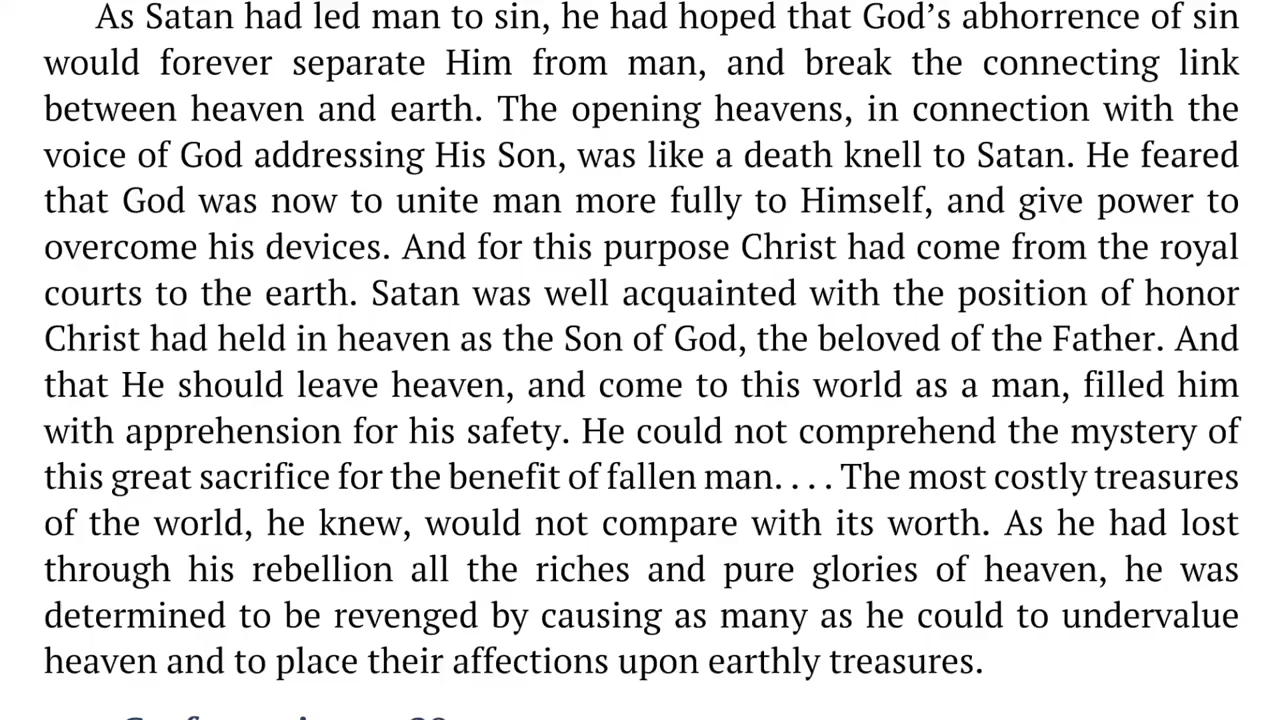 As Satan had led man to sin, he had hoped that God’s abhorrence of sin
would forever separate Him from man, and break the connecting link
between heaven and earth. The opening heavens, in connection with the
voice of God addressing His Son, was like a death knell to Satan. He feared
that God was now to unite man more fully to Himself, and give power to
overcome his devices. And for this purpose Christ had come from the royal
courts to the earth. Satan was well acquainted with the position of honor
Christ had held in heaven as the Son of God, the beloved of the Father. And
that He should leave heaven, and come to this world as a man, filled him
with apprehension for his safety. He could not comprehend the mystery of
this great sacrifice for the benefit of fallen man. . . . The most costly treasures
of the world, he knew, would not compare with its worth. As he had lost
through his rebellion all the riches and pure glories of heaven, he was
determined to be revenged by causing as many as he could to undervalue
heaven and to place their affections upon earthly treasures.